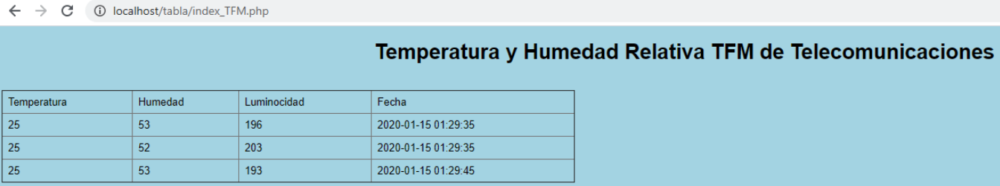 localhost/tabla/index_TFM.php
Temperatura y Humedad Relativa TFM de Telecomunicaciones
Temperatura Humedad Luminocidad Fecha
25 53 196 2020-01-15 01:29:35
25 52 203 2020-01-15 01:29:35
25 53 193 2020-01-15 01:29:45